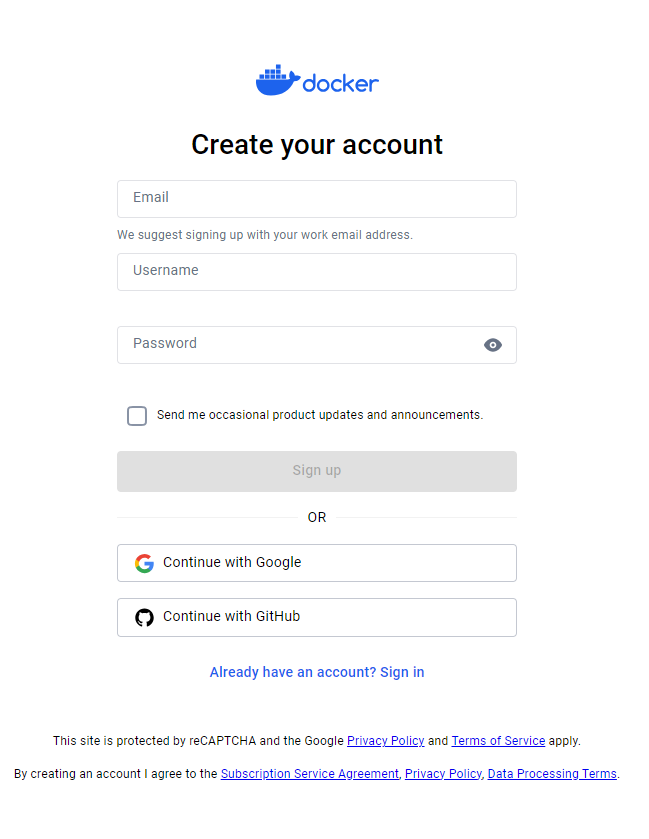 docker
Create your account
Email
We suggest signing up with your work email address.
Username
Password
Send me occasional product updates and announcements.
Sign up
OR
Continue with Google
Continue with GitHub
Already have an account? Sign in
This site is protected by reCAPTCHA and the Google Privacy Policy and Terms of Service apply.
By creating an account I agree to the Subscription Service Agreement, Privacy Policy, Data Processing Terms.